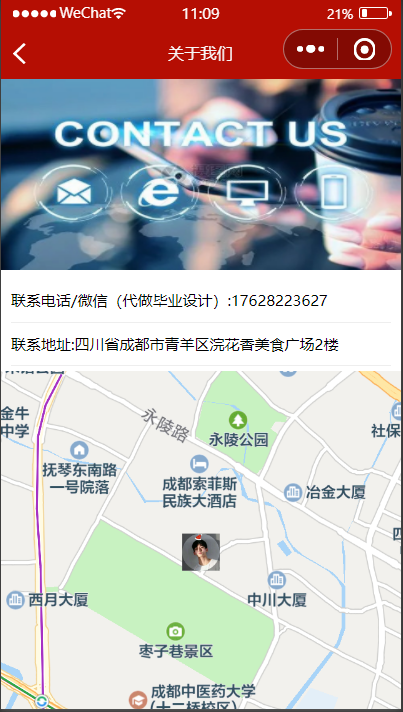 WeChat 11:09 21%
关于我们
CONTACT US
联系电话/微信（代做毕业设计）:17628223627
联系地址:四川省成都市青羊区浣花香美食广场2楼
永陵路
金牛
中学
社保
永陵公园
抚琴东南路
一号院落
成都索菲斯
民族大酒店
冶金大厦
西月大厦
中川大厦
枣子巷景区
成都中医药大学
(十二桥校区)